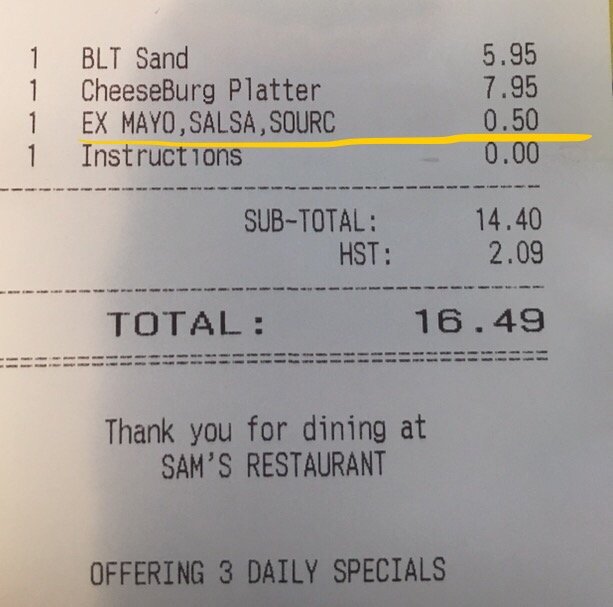 1 BLT Sand 5.95
1 CheeseBurg Platter 7.95
1 EX MAYO,SALSA,SOURC 0.50
1 Instructions 0.00
SUB-TOTAL: 14.40
HST: 2.09
TOTAL: 16.49
Thank you for dining at
SAM'S RESTAURANT
OFFERING 3 DAILY SPECIALS